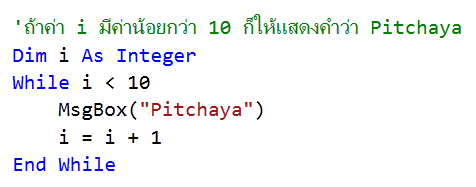 'ถ้าค่า i มีค่าน้อยกว่า 10 ก็ให้แสดงคำว่า Pitchaya
Dim i As Integer
While i < 10
    MsgBox("Pitchaya")
    i = i + 1
End While